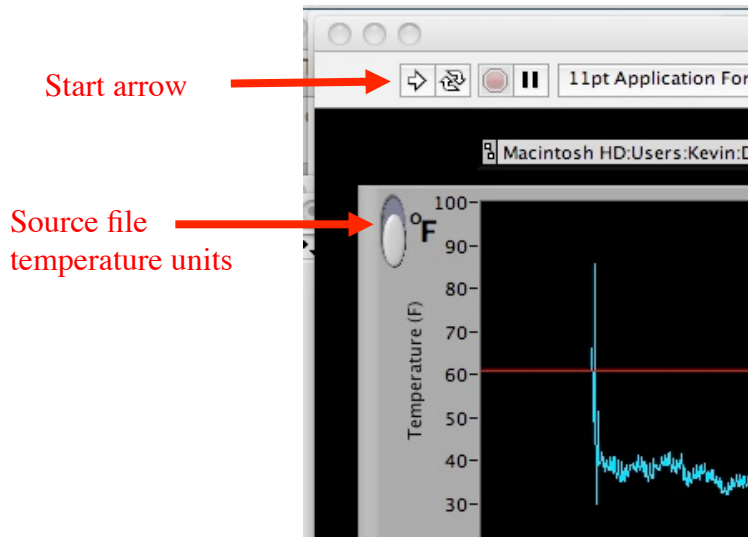 Start arrow
11pt Application For
Macintosh HD:Users:Kevin:D
Source file
temperature units
°F
Temperature (F)
100
90
80
70
60
50
40
30